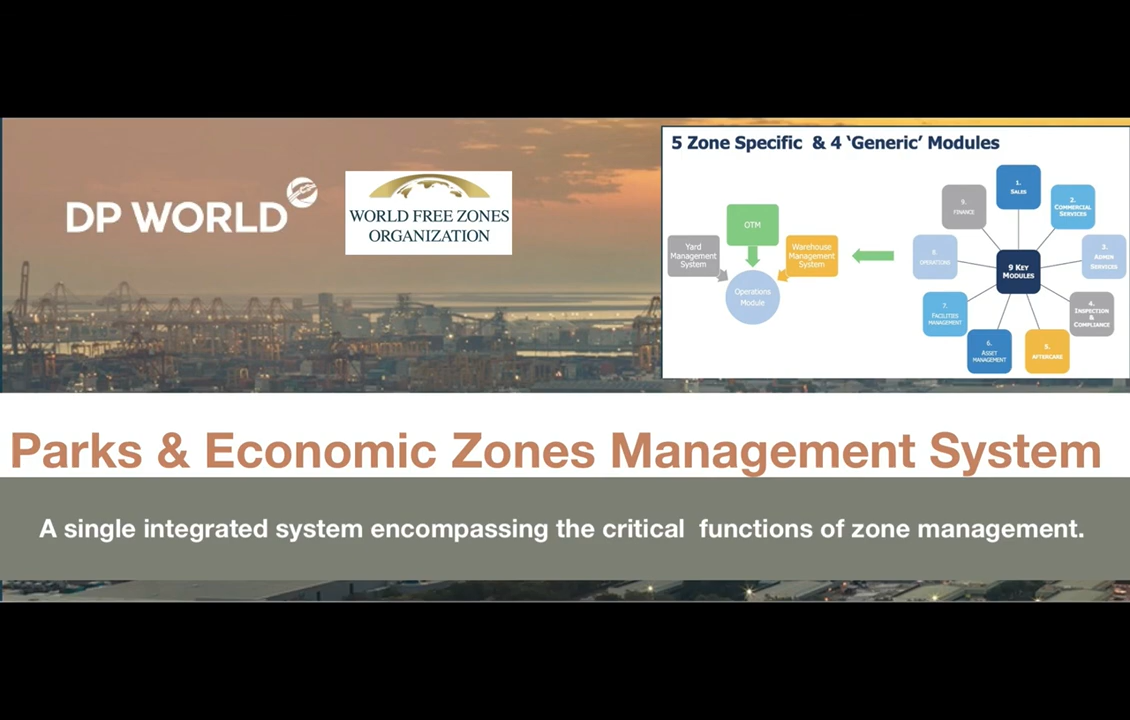 DP WORLD
WORLD FREE ZONES
ORGANIZATION
5 Zone Specific & 4 ‘Generic’ Modules
OTM
Yard
Management
System
Warehouse
Management
System
Operations
Module
9 KEY
MODULES
1.
SALES
2.
COMMERCIAL
SERVICES
3.
ADMIN
SERVICES
4.
INSPECTION
&
COMPLIANCE
5.
AFTERCARE
6.
ASSET
MANAGEMENT
7.
FACILITIES
MANAGEMENT
8.
OPERATIONS
9.
FINANCE
Parks & Economic Zones Management System
A single integrated system encompassing the critical functions of zone management.